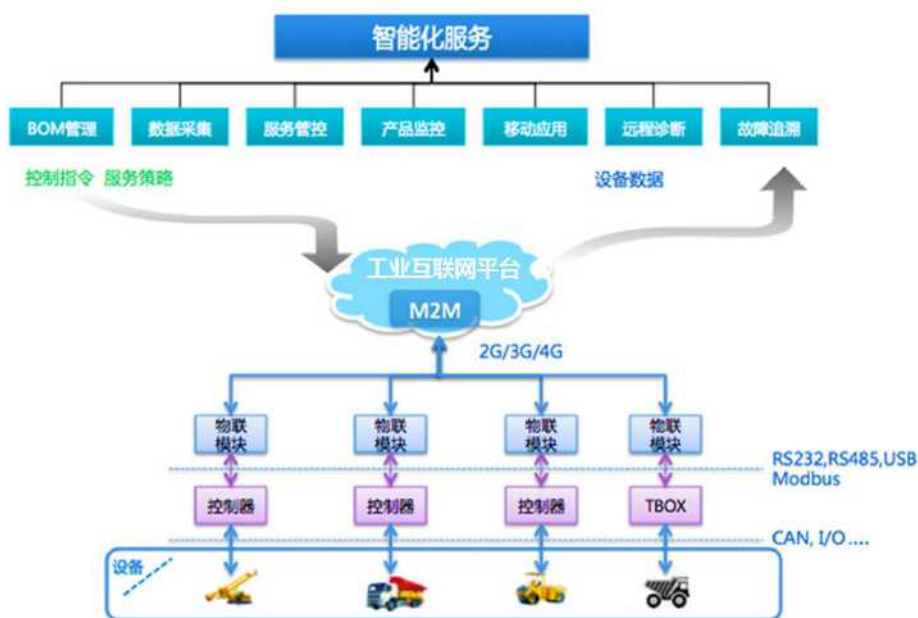 智能化服务
BOM管理
数据采集
服务管控
产品监控
移动应用
远程诊断
故障追溯
控制指令 服务策略
设备数据
工业互联网平台
M2M
2G/3G/4G
物联
模块
物联
模块
物联
模块
物联
模块
RS232,RS485,USB
Modbus
控制器
控制器
控制器
TBOX
CAN, I/O ....
设备